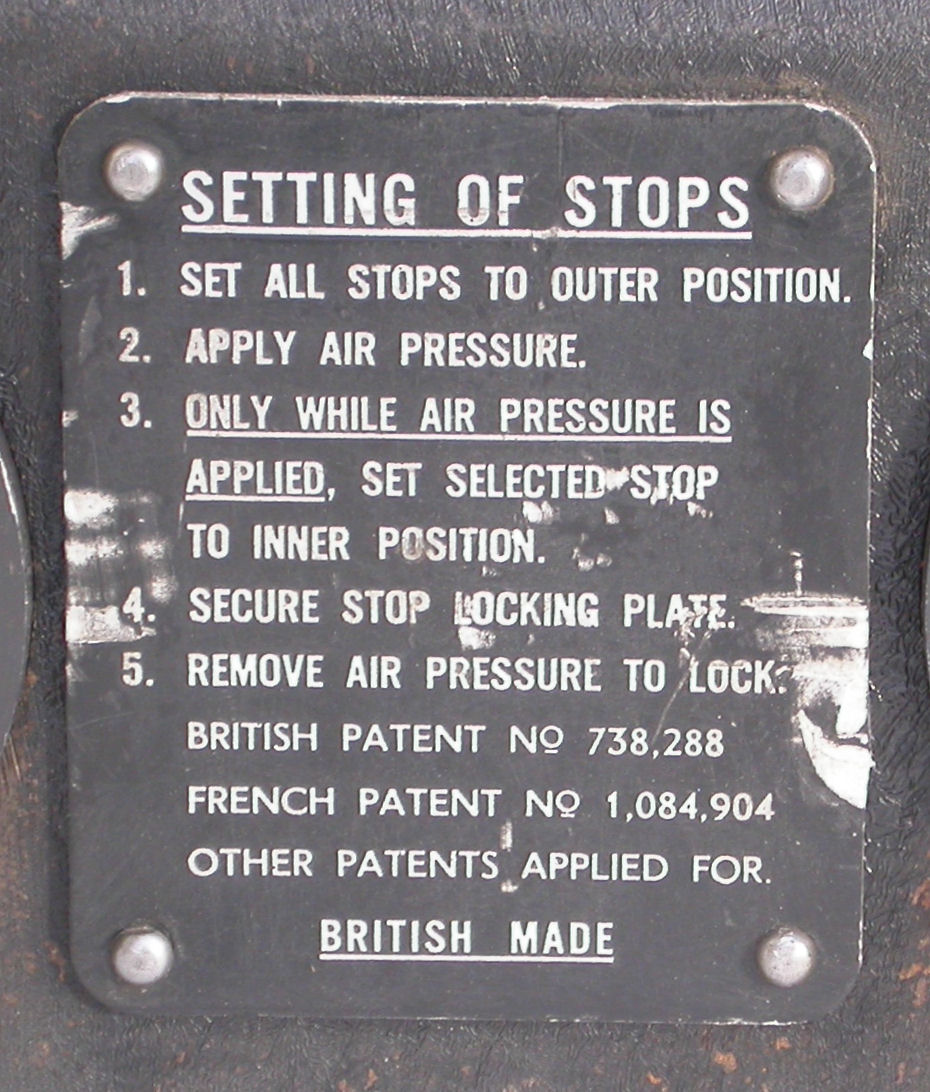 SETTING OF STOPS
1. SET ALL STOPS TO OUTER POSITION.
2. APPLY AIR PRESSURE.
3. ONLY WHILE AIR PRESSURE IS
APPLIED, SET SELECTED STOP
TO INNER POSITION.
4. SECURE STOP LOCKING PLATE.
5. REMOVE AIR PRESSURE TO LOCK.
BRITISH PATENT Nº 738,288
FRENCH PATENT Nº 1,084,904
OTHER PATENTS APPLIED FOR.
BRITISH MADE